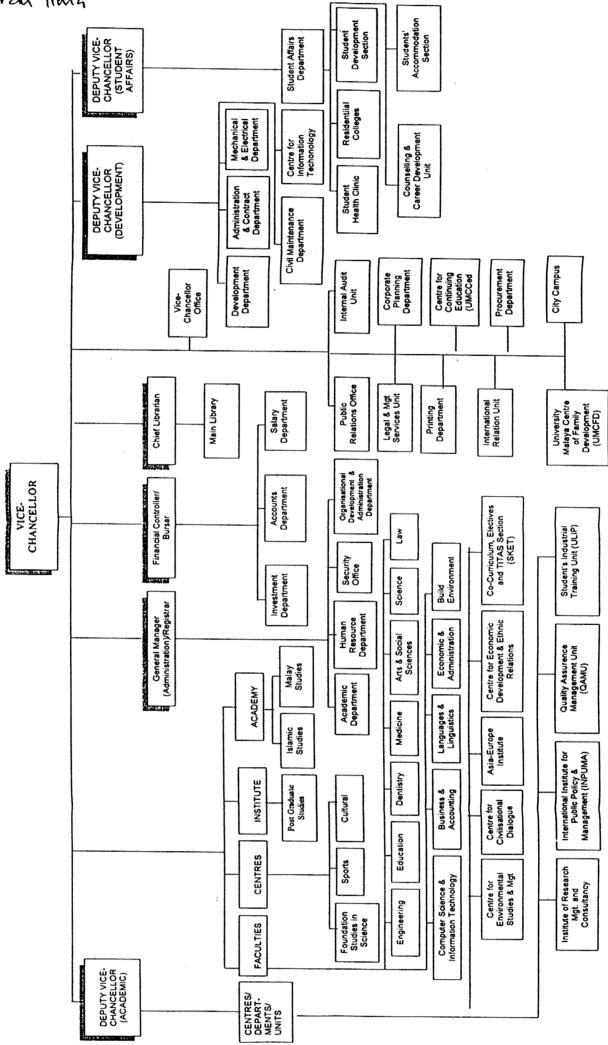 VICE-
CHANCELLOR
DEPUTY VICE-
CHANCELLOR
(ACADEMIC)
General Manager
(Administration)/Registrar
Financial Controller/
Bursar
Chief Librarian
DEPUTY VICE-
CHANCELLOR
(DEVELOPMENT)
DEPUTY VICE-
CHANCELLOR
(STUDENT
AFFAIRS)
Main Library
Vice-
Chancellor
Office
CENTRES/
DEPART-
MENTS/
UNITS
FACULTIES
CENTRES
INSTITUTE
ACADEMY
Investment
Department
Accounts
Department
Salary
Department
Development
Department
Administration
& Contract
Department
Mechanical
& Electrical
Department
Civil Maintenance
Department
Centre for
Information
Techonology
Student Affairs
Department
Post Graduate
Studies
Islamic
Studies
Malay
Studies
Foundation
Studies in
Science
Sports
Cultural
Academic
Department
Human
Resource
Department
Security
Office
Organisational
Development &
Administration
Department
Public
Relations Office
Internal Audit
Unit
Student
Health Clinic
Residential
Colleges
Student
Development
Section
Engineering
Education
Dentistry
Medicine
Arts & Social
Sciences
Science
Law
Legal & Mgt
Services Unit
Corporate
Planning
Department
Counselling &
Career Development
Unit
Students'
Accommodation
Section
Computer Science &
Information Technology
Business &
Accounting
Languages &
Linguistics
Economic &
Administration
Build
Environment
Printing
Department
Centre for
Continuing
Education
(UMCCed
Centre for
Environmental
Studies & Mgt
Centre for
Civilisational
Dialogue
Asia-Europe
Institute
Centre for Economic
Development & Ethnic
Relations
Co-Curriculum, Electives
and TITAS Section
(SKET)
International
Relation Unit
Procurement
Department
Institute of Research
Mgt. and
Consultancy
International Institute for
Public Policy &
Management (INPUMA)
Quality Assurance
Management Unit
(QAMU)
Student's Industrial
Training Unit (ULIP)
University
Malaya Centre
of Family
Development
(UMCFD)
City Campus